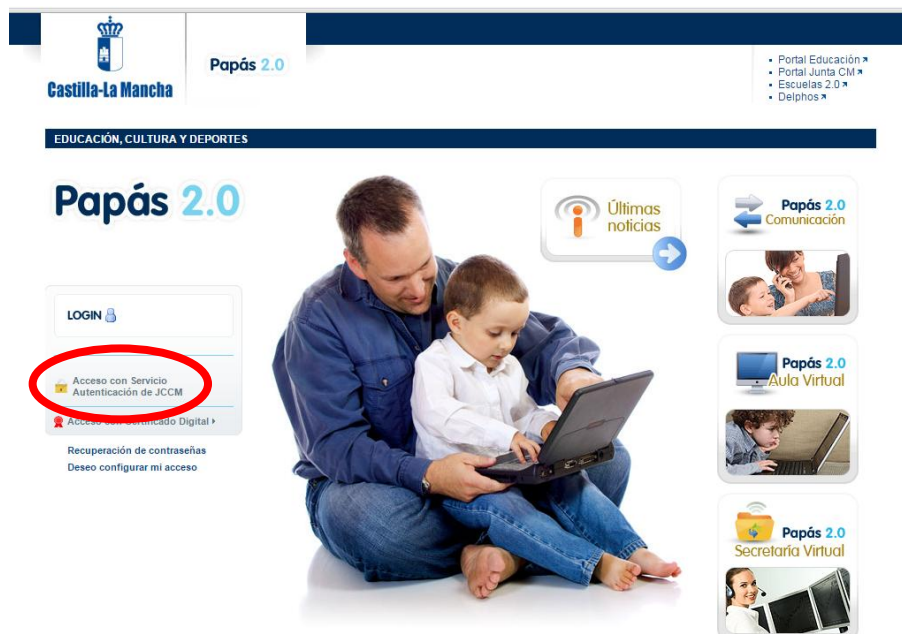 Castilla-La Mancha
Papás 2.0
Portal Educación
Portal Junta CM
Escuelas 2.0
Delphos
EDUCACIÓN, CULTURA Y DEPORTES
Papás 2.0
LOGIN
Acceso con Servicio
Autenticación de JCCM
Acceso con Certificado Digital
Recuperación de contraseñas
Deseo configurar mi acceso
Últimas
noticias
Papás 2.0
Comunicación
Papás 2.0
Aula Virtual
Papás 2.0
Secretaría Virtual